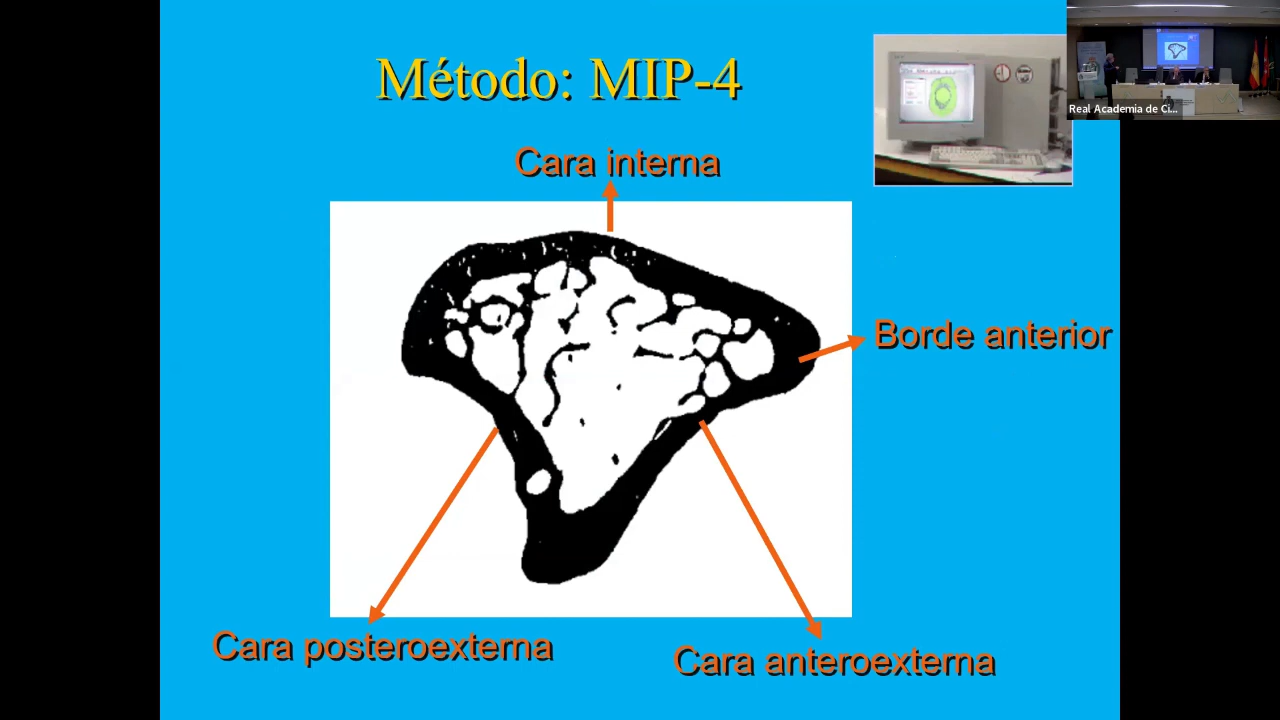 Método: MIP-4
Real Academia de Ci...
Cara interna
Borde anterior
Cara posteroexterna
Cara anteroexterna